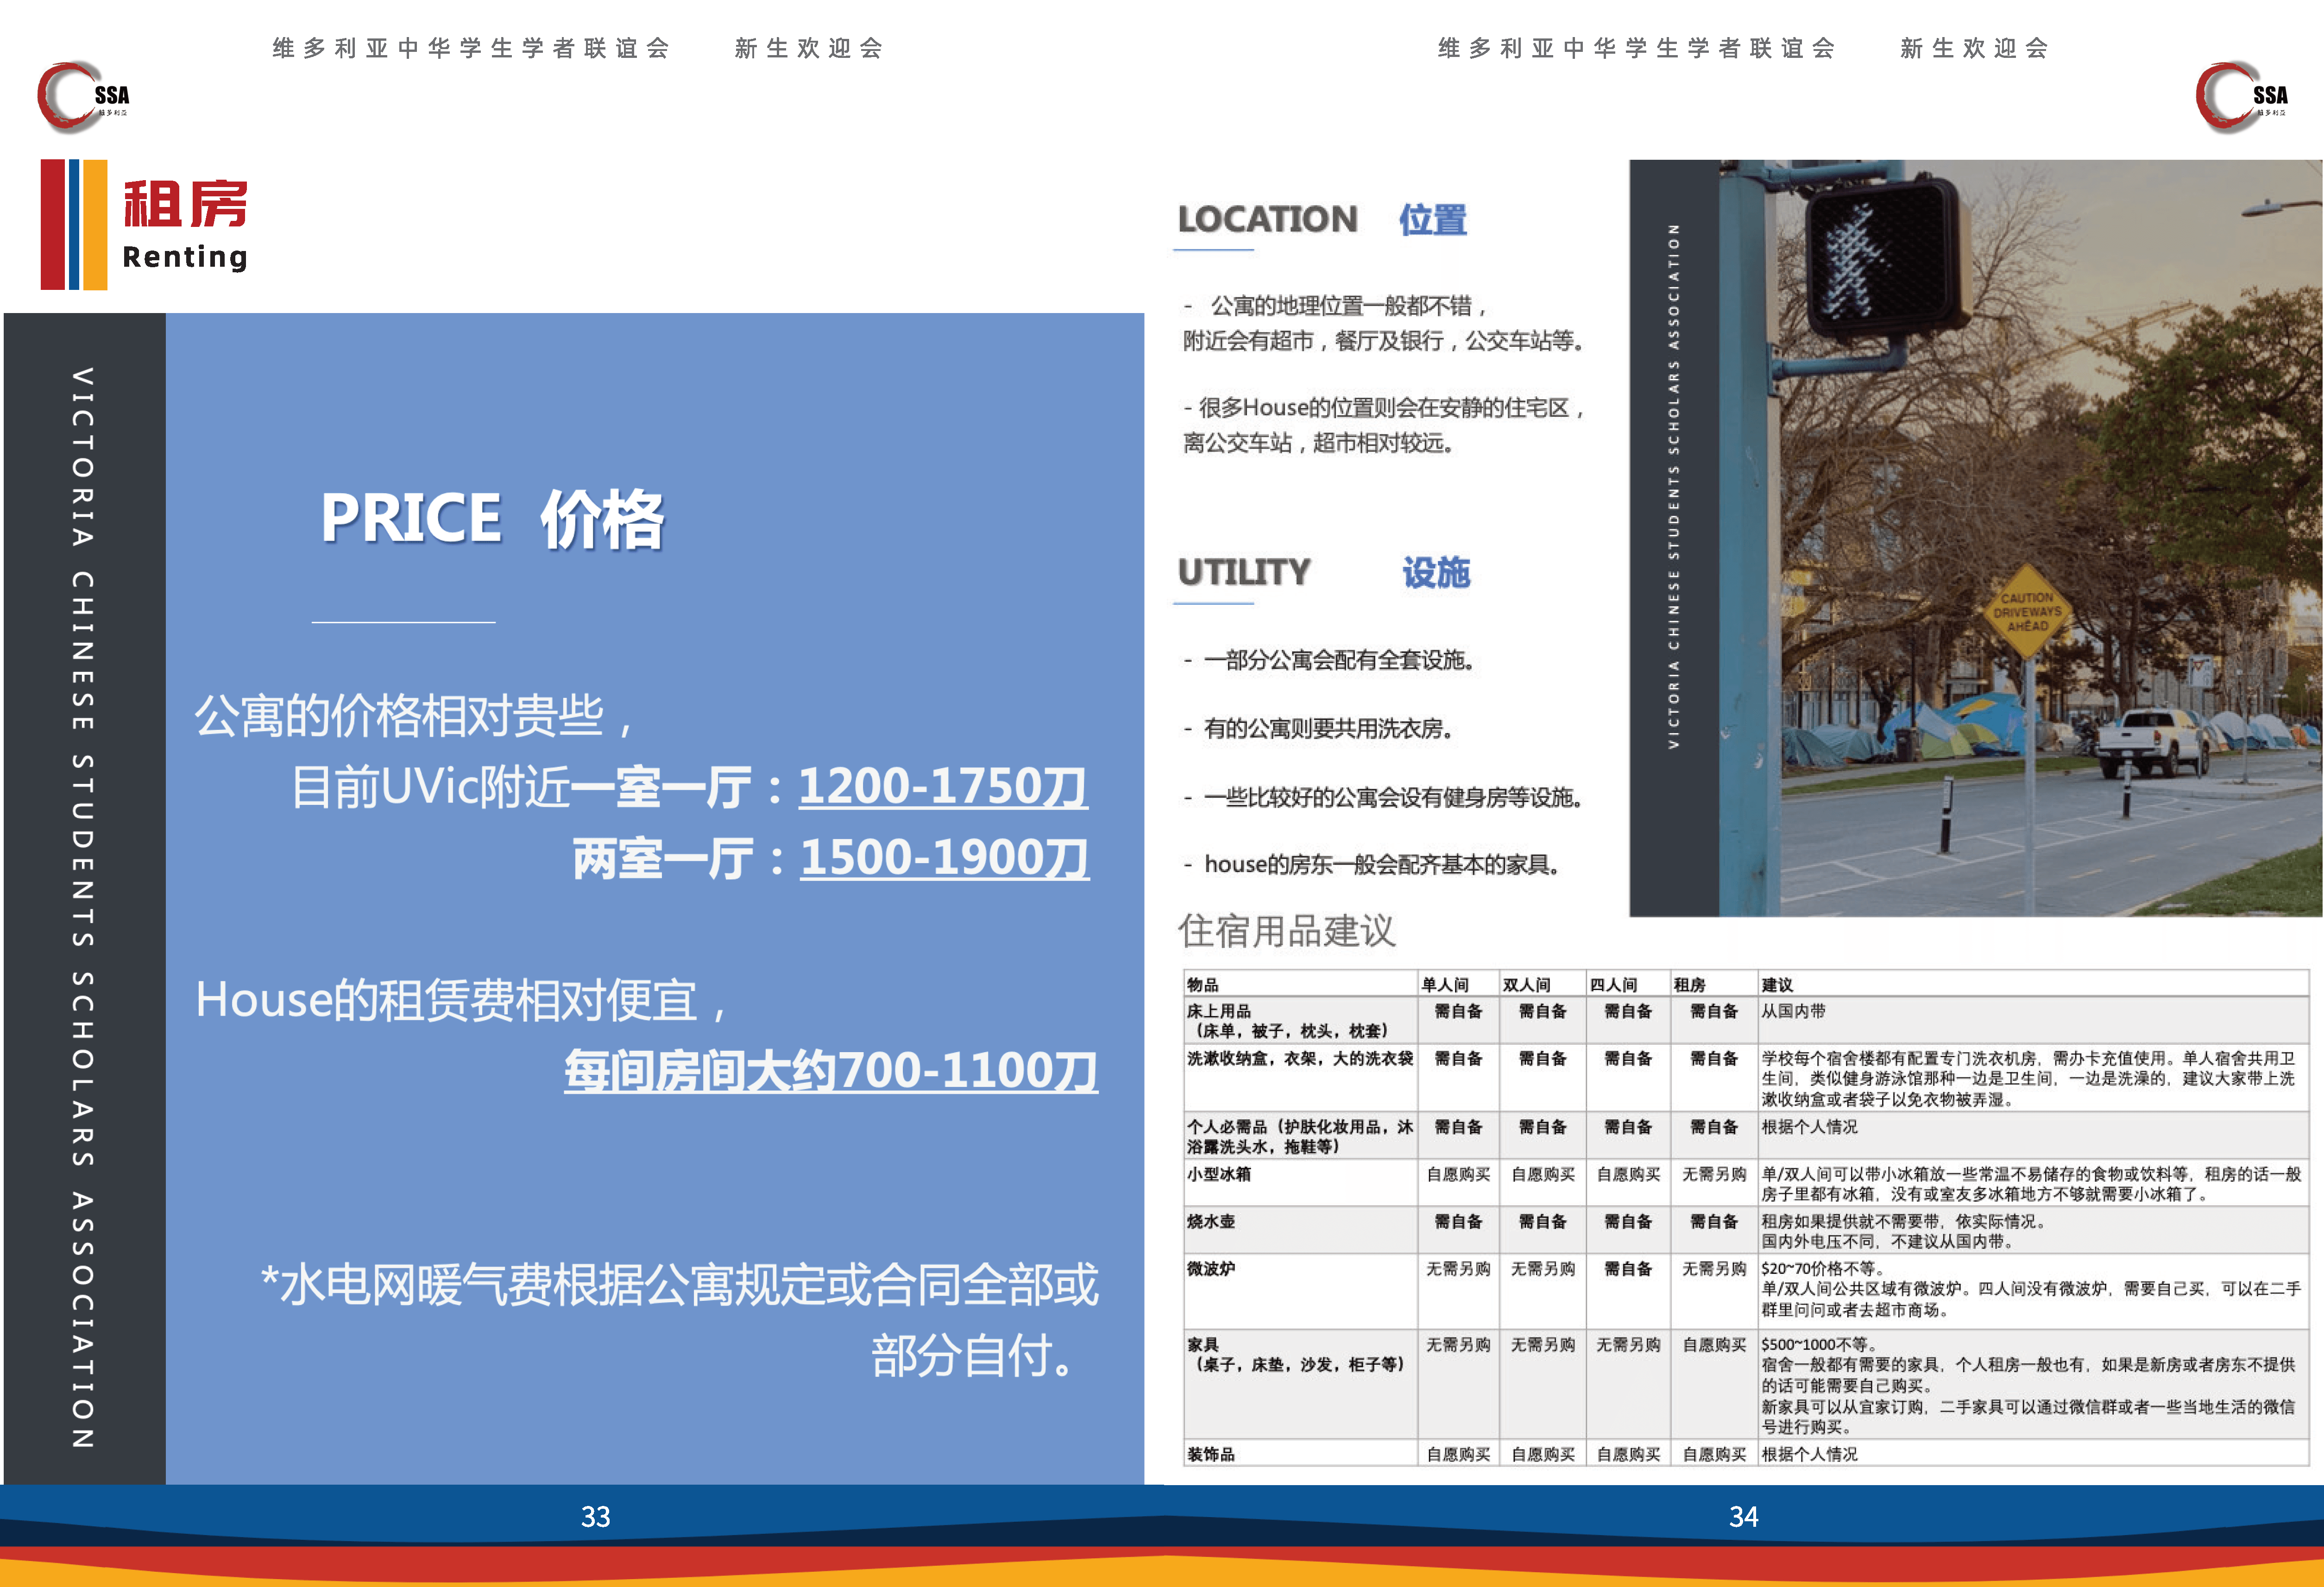 维多利亚中华学生学者联谊会 新生欢迎会
SSA
维多利亚
租房
Renting
VICTORIA CHINESE STUDENTS SCHOLARS ASSOCIATION
PRICE 价格
公寓的价格相对贵些，
目前UVic附近一室一厅：1200-1750刀
两室一厅：1500-1900刀
House的租赁费相对便宜，
每间房间大约700-1100刀
*水电网暖气费根据公寓规定或合同全部或
部分自付。
33
维多利亚中华学生学者联谊会 新生欢迎会
SSA
维多利亚
LOCATION 位置
- 公寓的地理位置一般都不错，
附近会有超市，餐厅及银行，公交车站等。
- 很多House的位置则会在安静的住宅区，
离公交车站，超市相对较远。
UTILITY 设施
- 一部分公寓会配有全套设施。
- 有的公寓则要共用洗衣房。
- 一些比较好的公寓会设有健身房等设施。
- house的房东一般会配齐基本的家具。
VICTORIA CHINESE STUDENTS SCHOLARS ASSOCIATION
CAUTION
DRIVEWAYS
AHEAD
住宿用品建议
物品 单人间 双人间 四人间 租房 建议
床上用品 需自备 需自备 需自备 需自备 从国内带
（床单，被子，枕头，枕套）
洗漱收纳盒，衣架，大的洗衣袋 需自备 需自备 需自备 需自备 学校每个宿舍楼都有配置专门洗衣机房，需办卡充值使用。单人宿舍共用卫
生间，类似健身游泳馆那种一边是卫生间，一边是洗澡的，建议大家带上洗
漱收纳盒或者袋子以免衣物被弄湿。
个人必需品（护肤化妆用品，沐 需自备 需自备 需自备 需自备 根据个人情况
浴露洗头水，拖鞋等）
小型冰箱 自愿购买 自愿购买 自愿购买 无需另购 单/双人间可以带小冰箱放一些常温不易储存的食物或饮料等，租房的话一般
房子里都有冰箱，没有或室友多冰箱地方不够就需要小冰箱了。
烧水壶 需自备 需自备 需自备 需自备 租房如果提供就不需要带，依实际情况。
国内外电压不同，不建议从国内带。
微波炉 无需另购 无需另购 需自备 无需另购 $20~70价格不等。
单/双人间公共区域有微波炉。四人间没有微波炉，需要自己买，可以在二手
群里问问或者去超市商场。
家具 无需另购 无需另购 无需另购 自愿购买 $500~1000不等。
（桌子，床垫，沙发，柜子等） 宿舍一般都有需要的家具，个人租房一般也有，如果是新房或者房东不提供
的话可能需要自己购买。
新家具可以从宜家订购，二手家具可以通过微信群或者一些当地生活的微信
号进行购买。
装饰品 自愿购买 自愿购买 自愿购买 自愿购买 根据个人情况
34